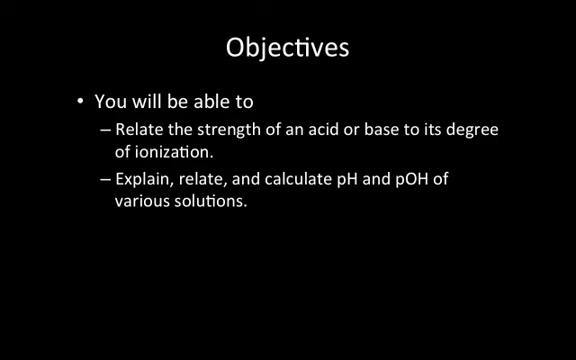 Objectives
• You will be able to
– Relate the strength of an acid or base to its degree
of ionization.
– Explain, relate, and calculate pH and pOH of
various solutions.